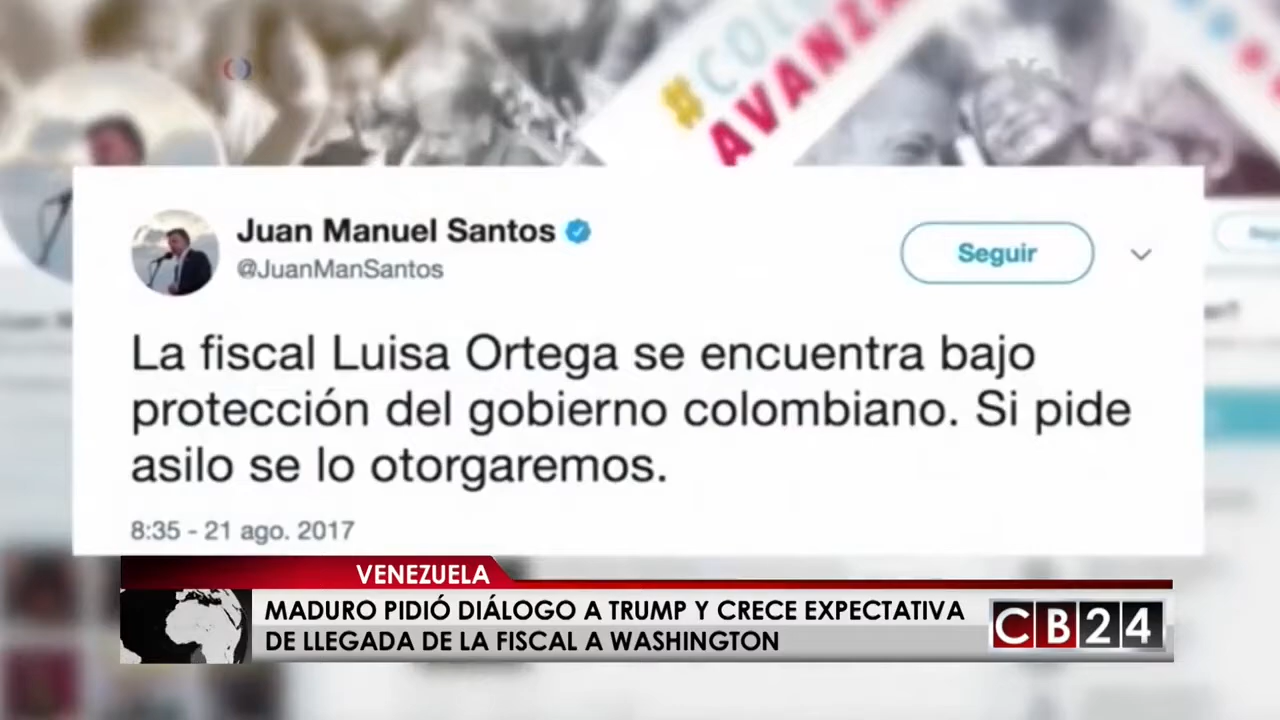 #COL
AVANZA
Juan Manuel Santos
@JuanManSantos
Seguir
La fiscal Luisa Ortega se encuentra bajo
protección del gobierno colombiano. Si pide
asilo se lo otorgaremos.
8:35 - 21 ago. 2017
VENEZUELA
MADURO PIDIÓ DIÁLOGO A TRUMP Y CRECE EXPECTATIVA
DE LLEGADA DE LA FISCAL A WASHINGTON
CB24